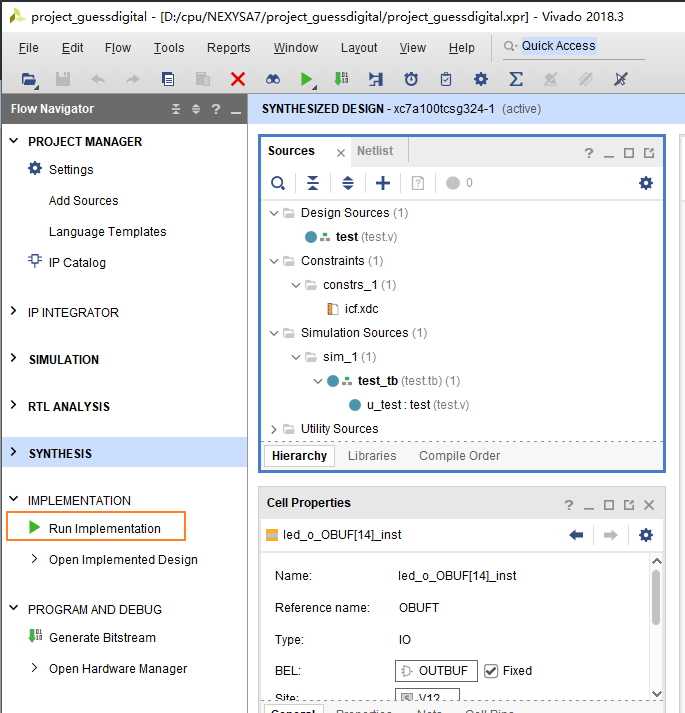 project_guessdigital - [D:/cpu/NEXYSA7/project_guessdigital/project_guessdigital.xpr] - Vivado 2018.3
File Edit Flow Tools Reports Window Layout View Help Quick Access
Flow Navigator
SYNTHESIZED DESIGN - xc7a100tcsg324-1 (active)
PROJECT MANAGER
Settings
Add Sources
Language Templates
IP Catalog
IP INTEGRATOR
SIMULATION
RTL ANALYSIS
SYNTHESIS
IMPLEMENTATION
Run Implementation
Open Implemented Design
PROGRAM AND DEBUG
Generate Bitstream
Open Hardware Manager
Sources Netlist
0
Design Sources (1)
test (test.v)
Constraints (1)
constrs_1 (1)
icf.xdc
Simulation Sources (1)
sim_1 (1)
test_tb (test.tb) (1)
u_test : test (test.v)
Utility Sources
Hierarchy Libraries Compile Order
Cell Properties
led_o_OBUF[14]_inst
Name: led_o_OBUF[14]_inst
Reference name: OBUFT
Type: IO
BEL: OUTBUF Fixed
Site: V12
General Properties Nets Cell Pins